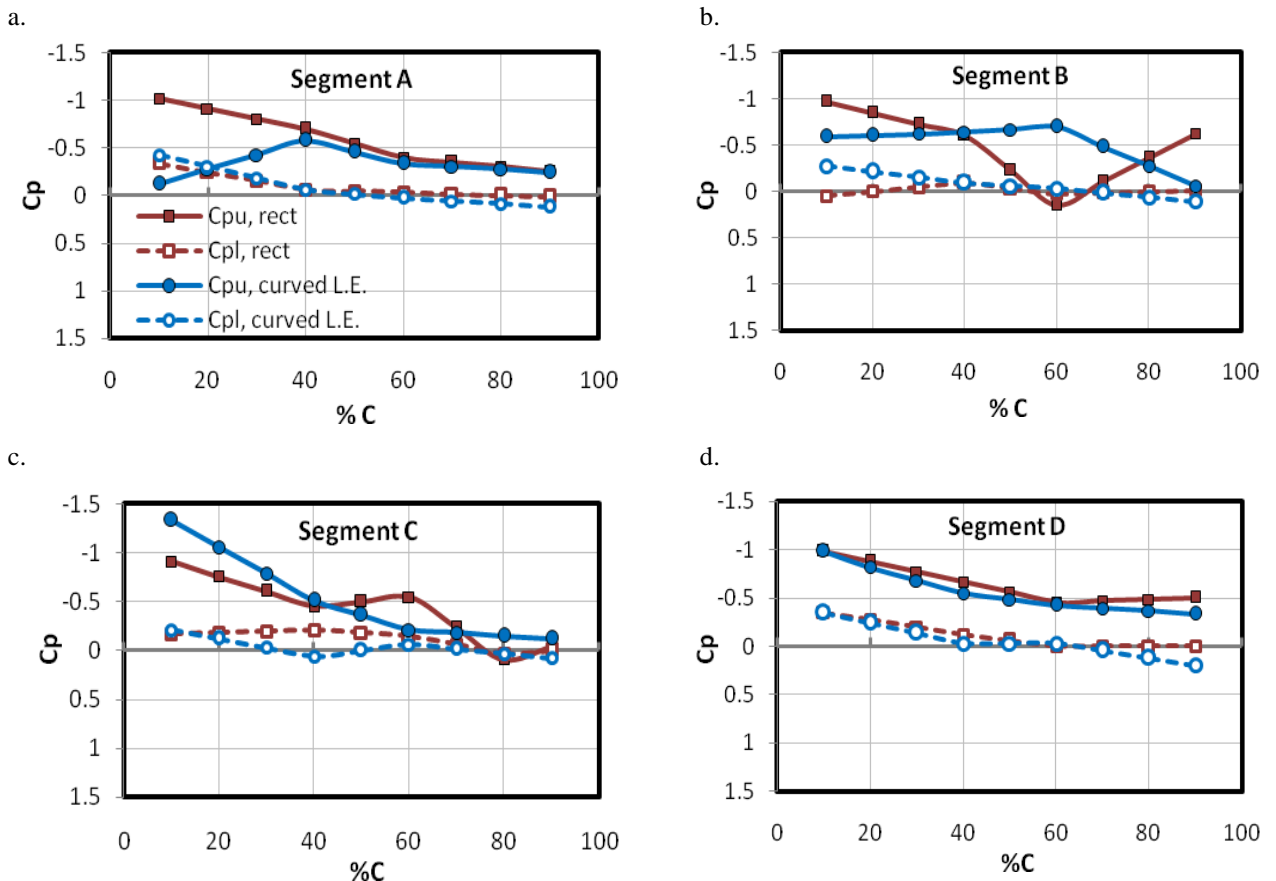 a.
-1.5
-1
-0.5
0
0.5
1
1.5
Cp
Segment A
Cpu, rect
Cpl, rect
Cpu, curved L.E.
Cpl, curved L.E.
0 20 40 60 80 100
% C
b.
-1.5
-1
-0.5
0
0.5
1
1.5
Cp
Segment B
0 20 40 60 80 100
% C
c.
-1.5
-1
-0.5
0
0.5
1
1.5
Cp
Segment C
0 20 40 60 80 100
%C
d.
-1.5
-1
-0.5
0
0.5
1
1.5
Cp
Segment D
0 20 40 60 80 100
%C